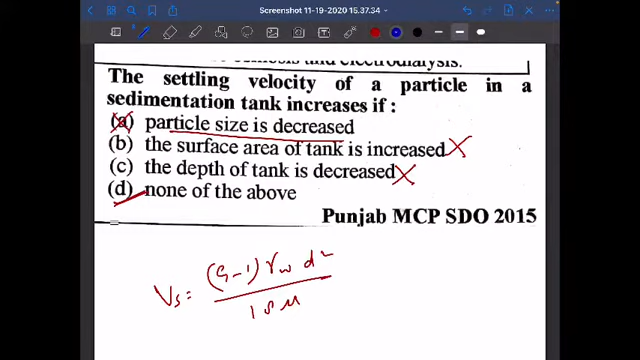 Screenshot 11-19-2020 15.37.34
The settling velocity of a particle in a
sedimentation tank increases if :
(a) particle size is decreased
(b) the surface area of tank is increased
(c) the depth of tank is decreased
(d) none of the above
Punjab MCP SDO 2015
Vs = (G-1) γw d²
18 μ